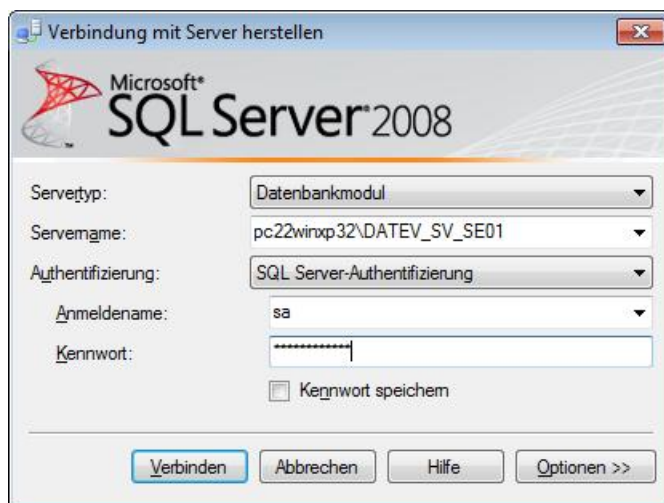 Verbindung mit Server herstellen
Microsoft®
SQL Server® 2008
Servertyp: Datenbankmodul
Servername: pc22winxp32\DATEV_SV_SE01
Authentifizierung: SQL Server-Authentifizierung
Anmeldename: sa
Kennwort: ************
Kennwort speichern
Verbinden Abbrechen Hilfe Optionen >>